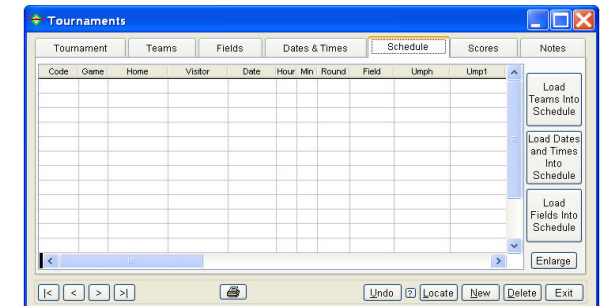 Tournaments
Tournament Teams Fields Dates & Times Schedule Scores Notes
Code Game Home Visitor Date Hour Min Round Field Umph Ump1
Load
Teams Into
Schedule
Load Dates
and Times
Into
Schedule
Load
Fields Into
Schedule
Enlarge
|< < > >| Undo ? Locate New Delete Exit